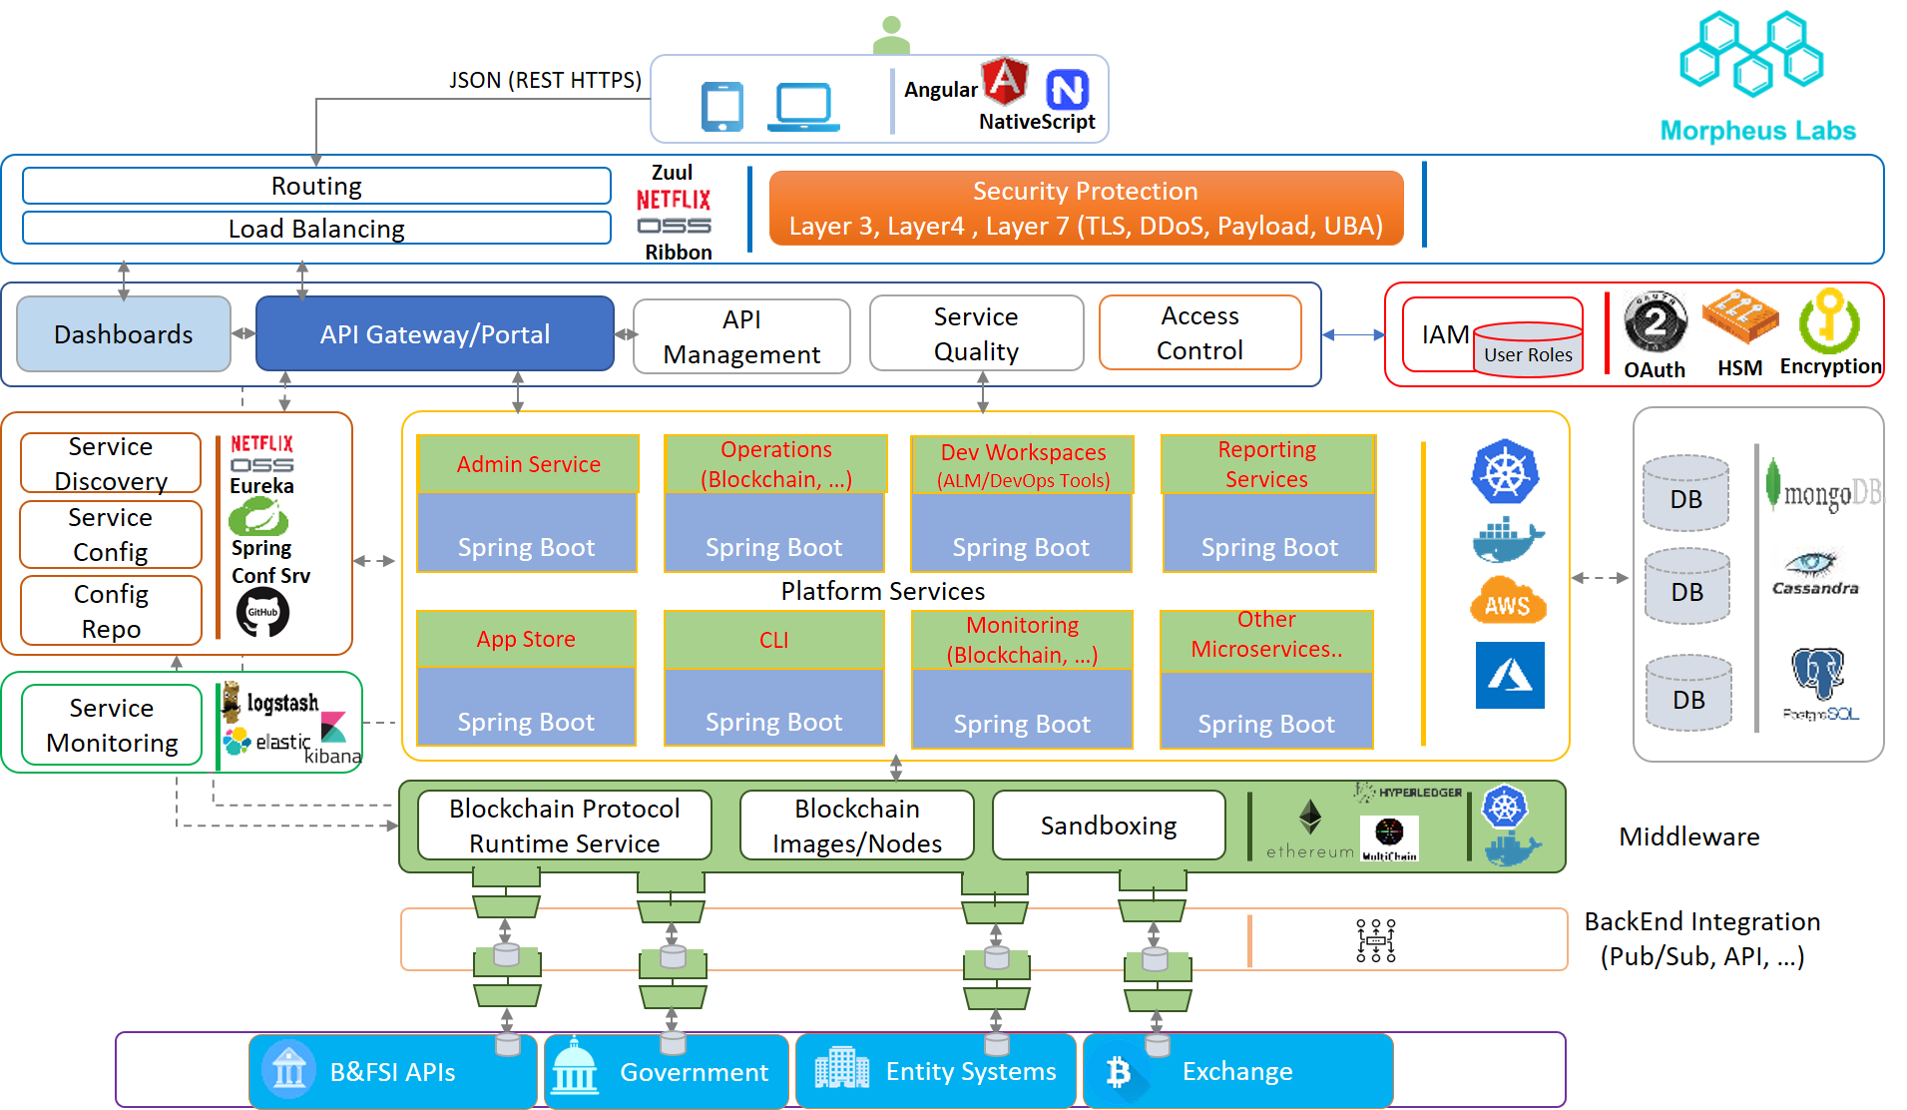 JSON (REST HTTPS)
Angular
NativeScript
Morpheus Labs
Routing
Load Balancing
Zuul
NETFLIX
OSS
Ribbon
Security Protection
Layer 3, Layer4 , Layer 7 (TLS, DDoS, Payload, UBA)
Dashboards
API Gateway/Portal
API
Management
Service
Quality
Access
Control
IAM
User Roles
OAUTH
2
OAuth
HSM
Encryption
Service
Discovery
Service
Config
Config
Repo
NETFLIX
OSS
Eureka
Spring
Conf Srv
GitHub
Admin Service
Spring Boot
Operations
(Blockchain, ...)
Spring Boot
Dev Workspaces
(ALM/DevOps Tools)
Spring Boot
Reporting
Services
Spring Boot
Platform Services
App Store
Spring Boot
CLI
Spring Boot
Monitoring
(Blockchain, ...)
Spring Boot
Other
Microservices..
Spring Boot
AWS
DB
DB
DB
mongoDB
Cassandra
PostgreSQL
Service
Monitoring
logstash
elastic
kibana
Blockchain Protocol
Runtime Service
Blockchain
Images/Nodes
Sandboxing
ethereum
HYPERLEDGER
MultiChain
Middleware
BackEnd Integration
(Pub/Sub, API, ...)
B&FSI APIs
Government
Entity Systems
Exchange